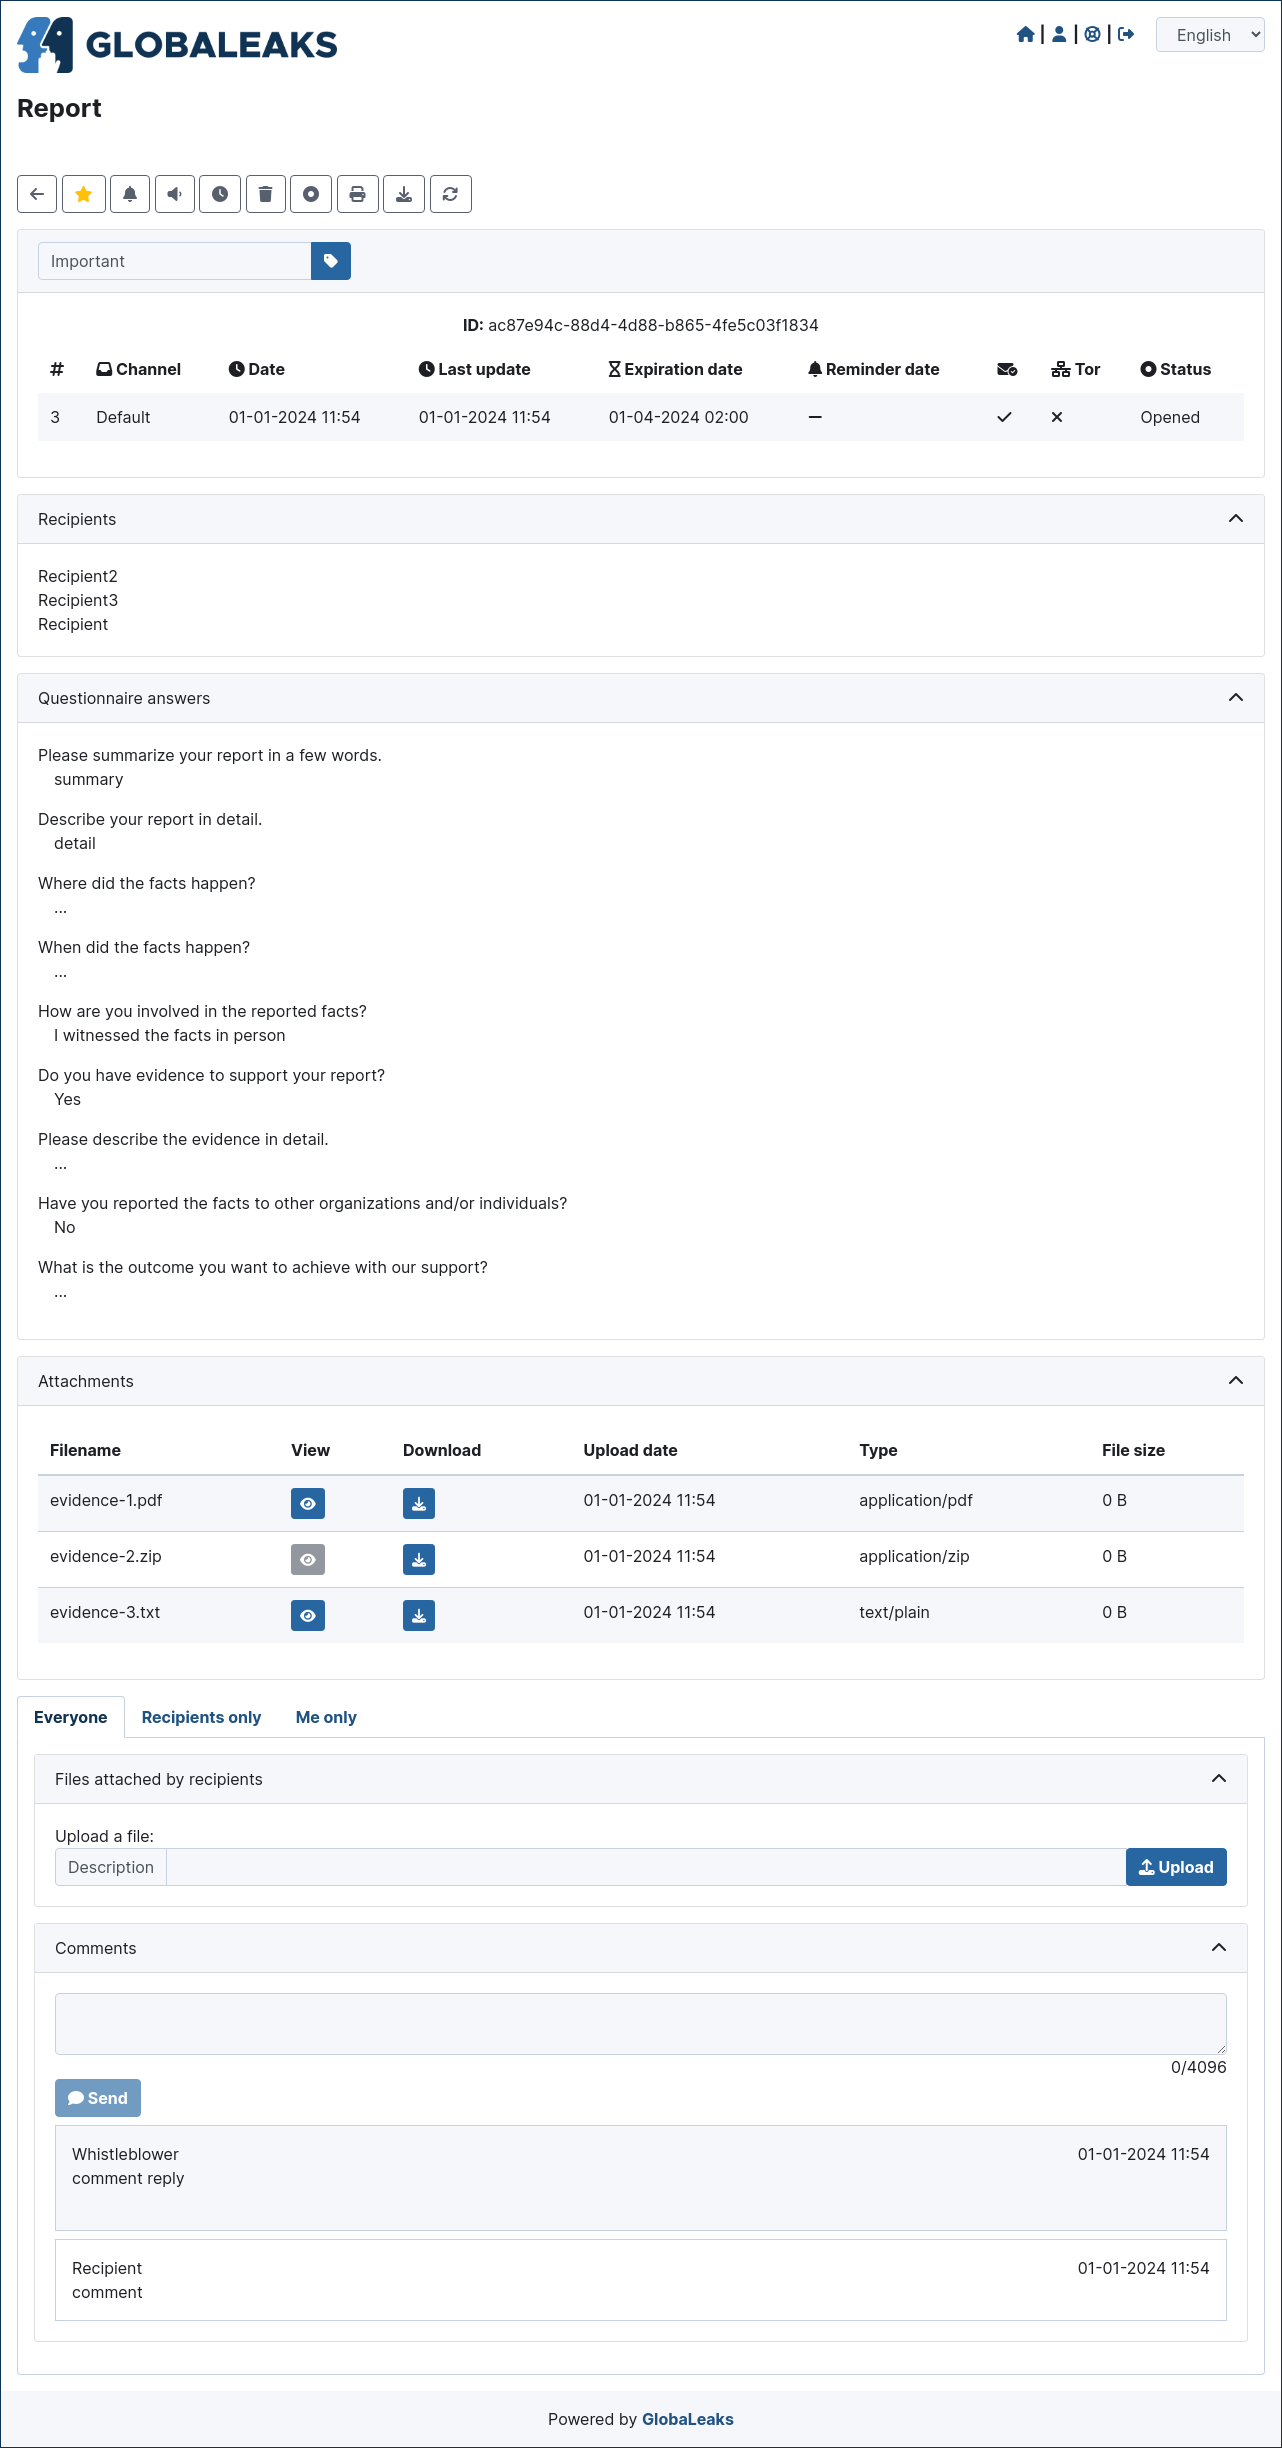 GLOBALEAKS
| | | English
Report
Important
ID: ac87e94c-88d4-4d88-b865-4fe5c03f1834
# Channel Date Last update Expiration date Reminder date Tor Status
3 Default 01-01-2024 11:54 01-01-2024 11:54 01-04-2024 02:00 — Opened
Recipients
Recipient2
Recipient3
Recipient
Questionnaire answers
Please summarize your report in a few words.
summary
Describe your report in detail.
detail
Where did the facts happen?
...
When did the facts happen?
...
How are you involved in the reported facts?
I witnessed the facts in person
Do you have evidence to support your report?
Yes
Please describe the evidence in detail.
...
Have you reported the facts to other organizations and/or individuals?
No
What is the outcome you want to achieve with our support?
...
Attachments
Filename View Download Upload date Type File size
evidence-1.pdf 01-01-2024 11:54 application/pdf 0 B
evidence-2.zip 01-01-2024 11:54 application/zip 0 B
evidence-3.txt 01-01-2024 11:54 text/plain 0 B
Everyone Recipients only Me only
Files attached by recipients
Upload a file:
Description Upload
Comments
0/4096
Send
Whistleblower 01-01-2024 11:54
comment reply
Recipient 01-01-2024 11:54
comment
Powered by GlobaLeaks